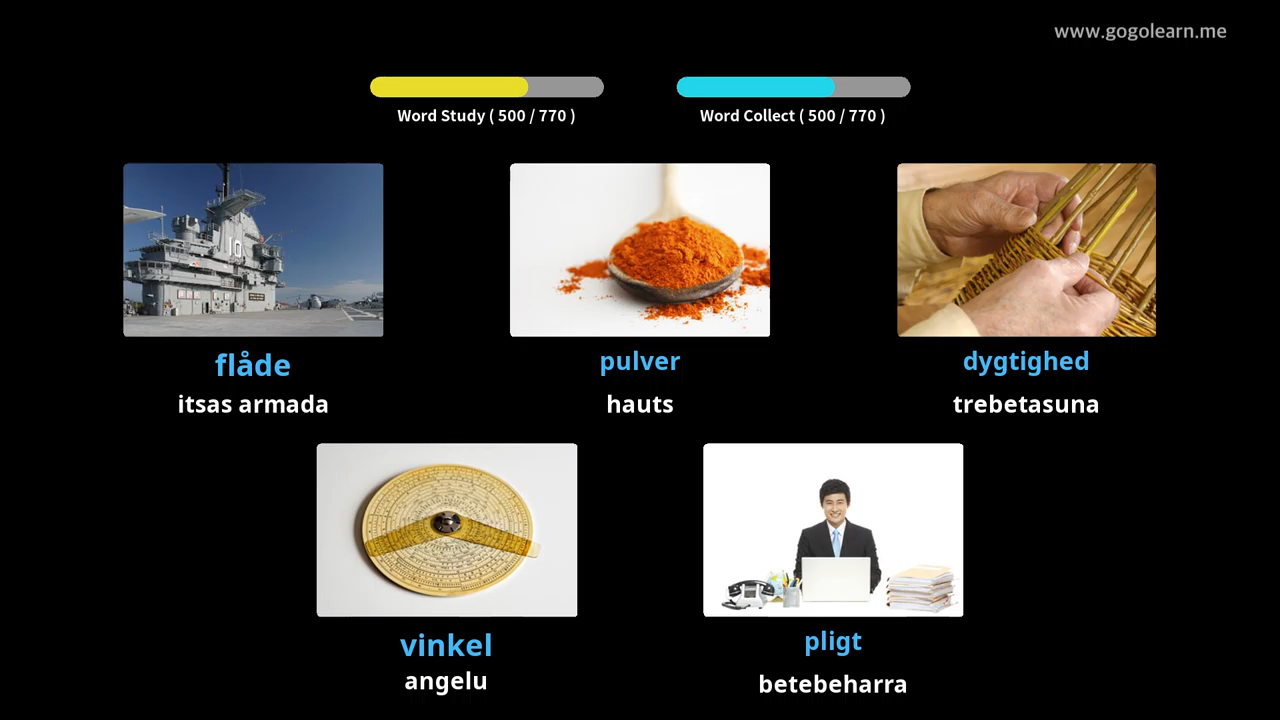 www.gogolearn.me
Word Study ( 500 / 770 )
Word Collect ( 500 / 770 )
flåde
itsas armada
pulver
hauts
dygtighed
trebetasuna
vinkel
angelu
pligt
betebeharra